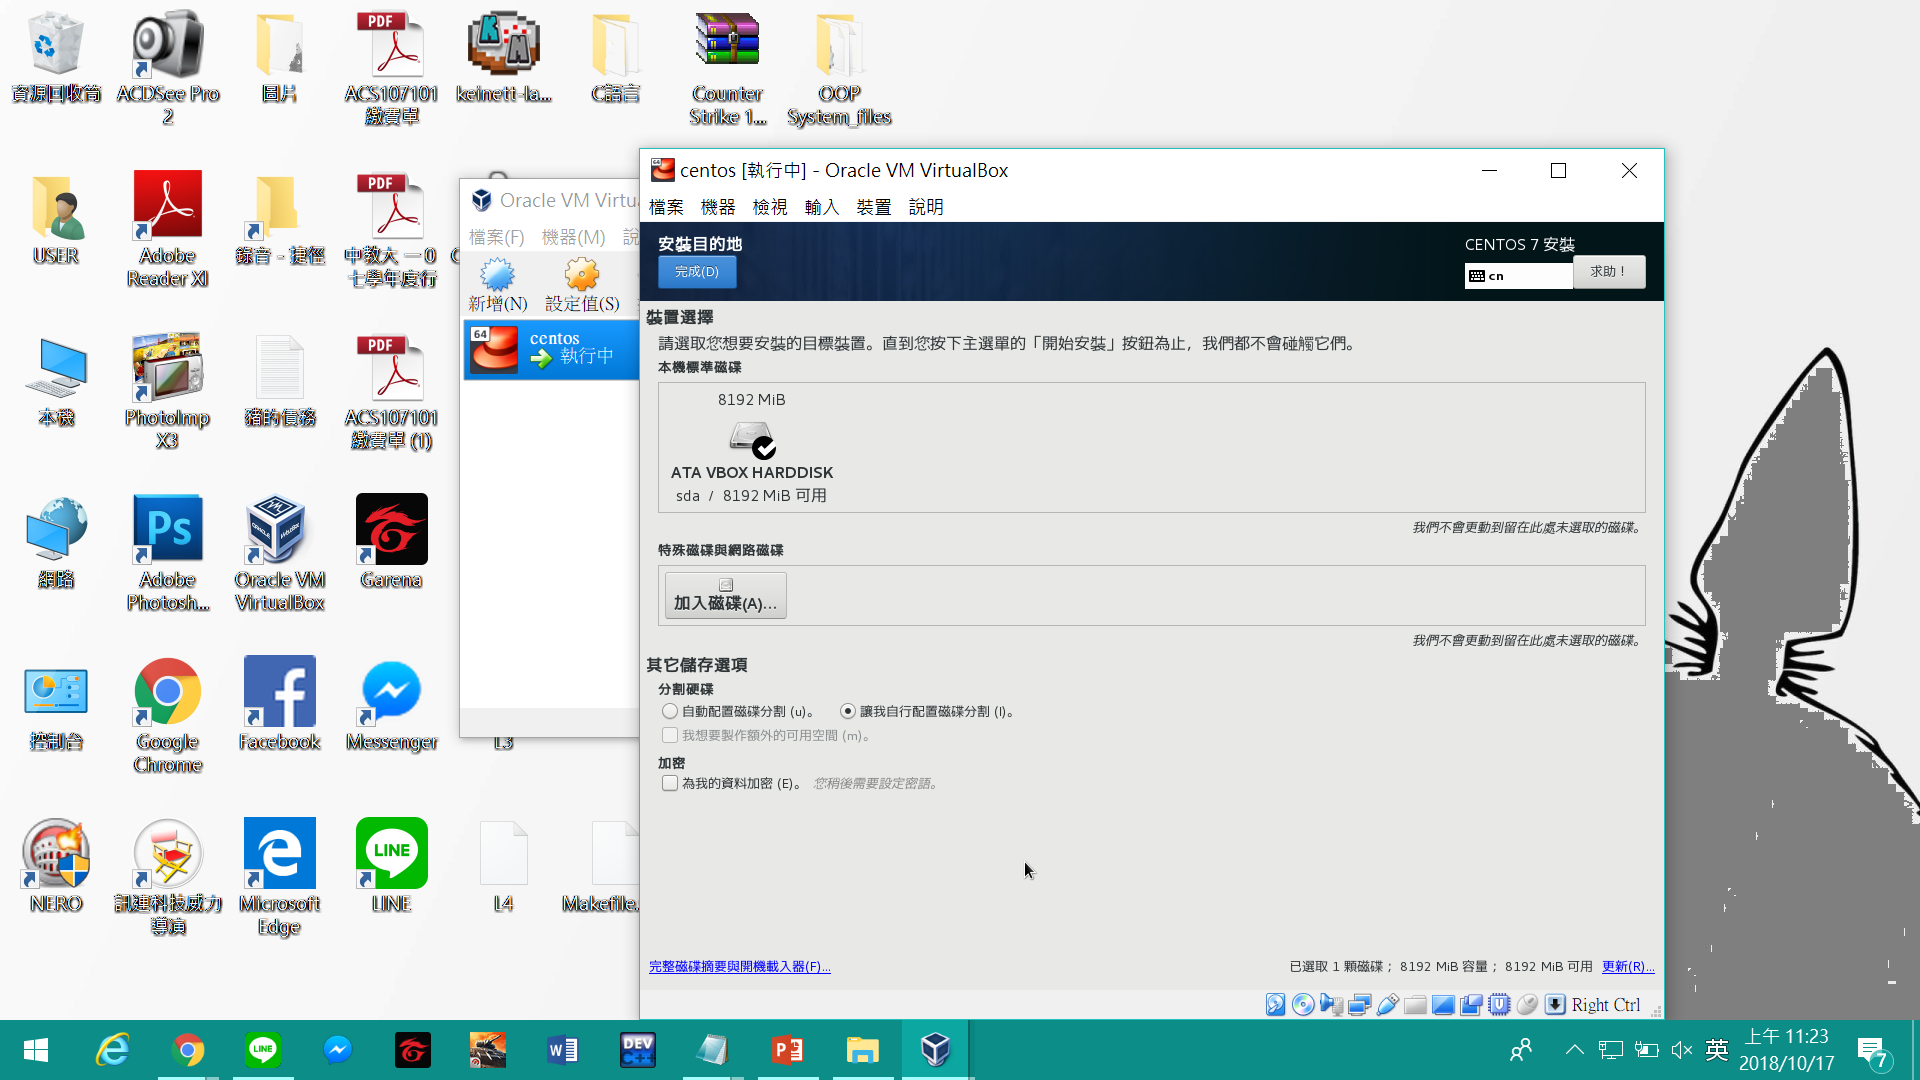 資源回收筒
ACDSee Pro 2
圖片
ACS107101
繳費單
keinett-la...
C語言
Counter
Strike 1....
OOP
System_files
USER
Adobe
Reader XI
錄音 - 捷徑
中教大 一0
七學年度行
本機
PhotoImp
X3
豬的債務
ACS107101
繳費單 (1)
網路
Adobe
Photosh...
Oracle VM
VirtualBox
Garena
控制台
Google
Chrome
Facebook
Messenger
L3
NERO
訊連科技威力
導演
Microsoft
Edge
LINE
L4
Makefile.
Oracle VM Virtu
檔案(F) 機器(M) 說
新增(N) 設定值(S)
64
centos
執行中
centos [執行中] - Oracle VM VirtualBox
檔案 機器 檢視 輸入 裝置 說明
安裝目的地
完成(D)
CENTOS 7 安裝
cn
求助！
裝置選擇
請選取您想要安裝的目標裝置。直到您按下主選單的「開始安裝」按鈕為止，我們都不會碰觸它們。
本機標準磁碟
8192 MiB
ATA VBOX HARDDISK
sda / 8192 MiB 可用
我們不會更動到留在此處未選取的磁碟。
特殊磁碟與網路磁碟
加入磁碟(A)...
我們不會更動到留在此處未選取的磁碟。
其它儲存選項
分割硬碟
自動配置磁碟分割 (u)。 讓我自行配置磁碟分割 (I)。
我想要製作額外的可用空間 (m)。
加密
為我的資料加密 (E)。 您稍後需要設定密語。
完整磁碟摘要與開機載入器(F)...
已選取 1 顆磁碟； 8192 MiB 容量； 8192 MiB 可用 更新(R)...
Right Ctrl
英
上午 11:23
2018/10/17
7